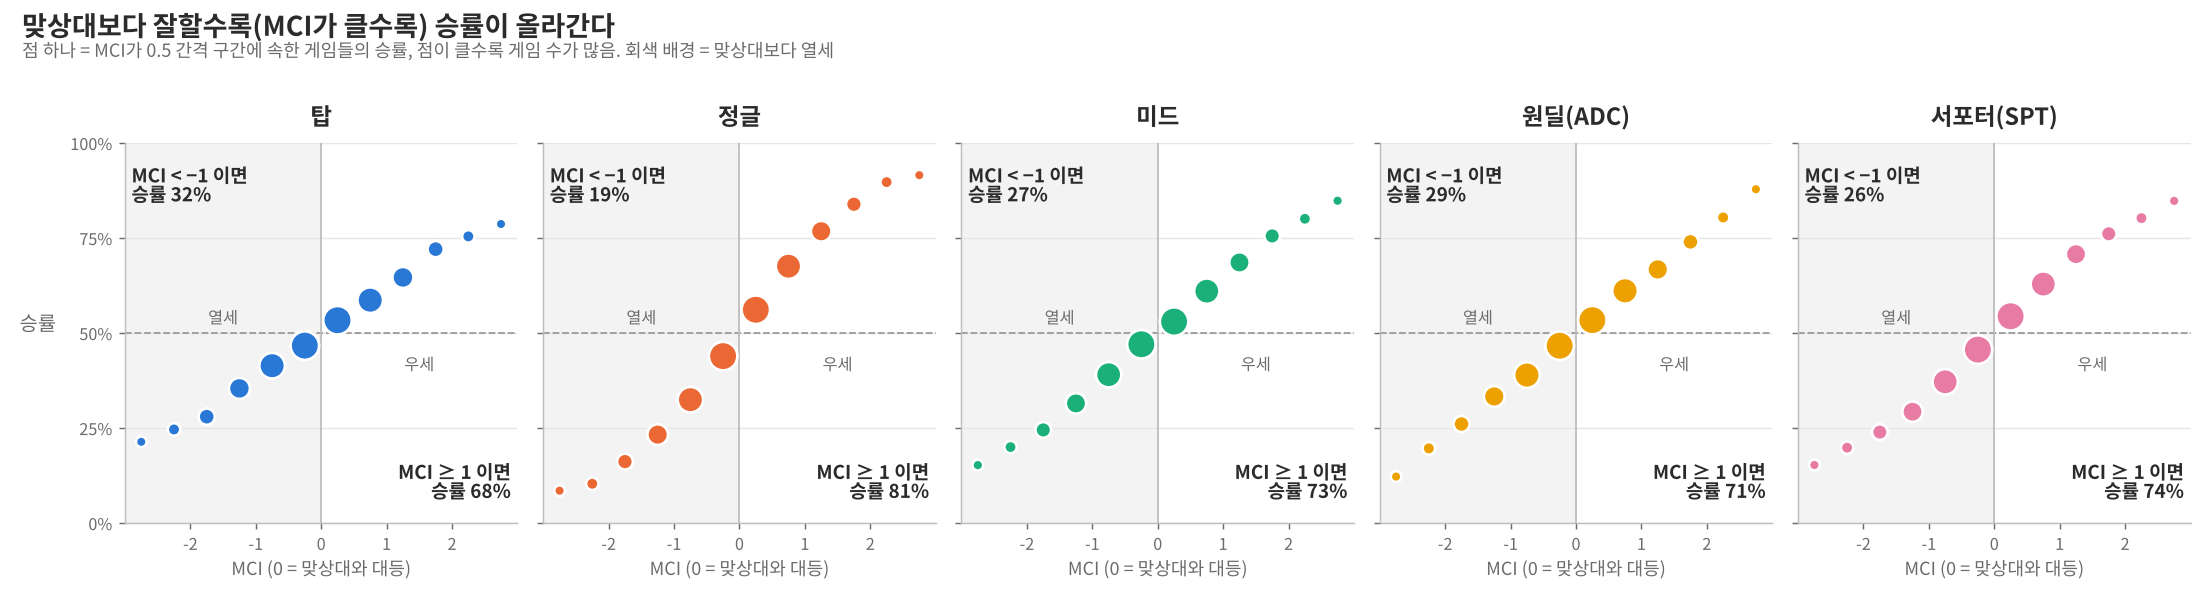 맞상대보다 잘할수록(MCI가 클수록) 승률이 올라간다
점 하나 = MCI가 0.5 간격 구간에 속한 게임들의 승률, 점이 클수록 게임 수가 많음. 회색 배경 = 맞상대보다 열세
탑
승률
100%
75%
50%
25%
0%
MCI < −1 이면
승률 32%
열세
우세
MCI ≥ 1 이면
승률 68%
-2 -1 0 1 2
MCI (0 = 맞상대와 대등)
정글
MCI < −1 이면
승률 19%
열세
우세
MCI ≥ 1 이면
승률 81%
-2 -1 0 1 2
MCI (0 = 맞상대와 대등)
미드
MCI < −1 이면
승률 27%
열세
우세
MCI ≥ 1 이면
승률 73%
-2 -1 0 1 2
MCI (0 = 맞상대와 대등)
원딜(ADC)
MCI < −1 이면
승률 29%
열세
우세
MCI ≥ 1 이면
승률 71%
-2 -1 0 1 2
MCI (0 = 맞상대와 대등)
서포터(SPT)
MCI < −1 이면
승률 26%
열세
우세
MCI ≥ 1 이면
승률 74%
-2 -1 0 1 2
MCI (0 = 맞상대와 대등)